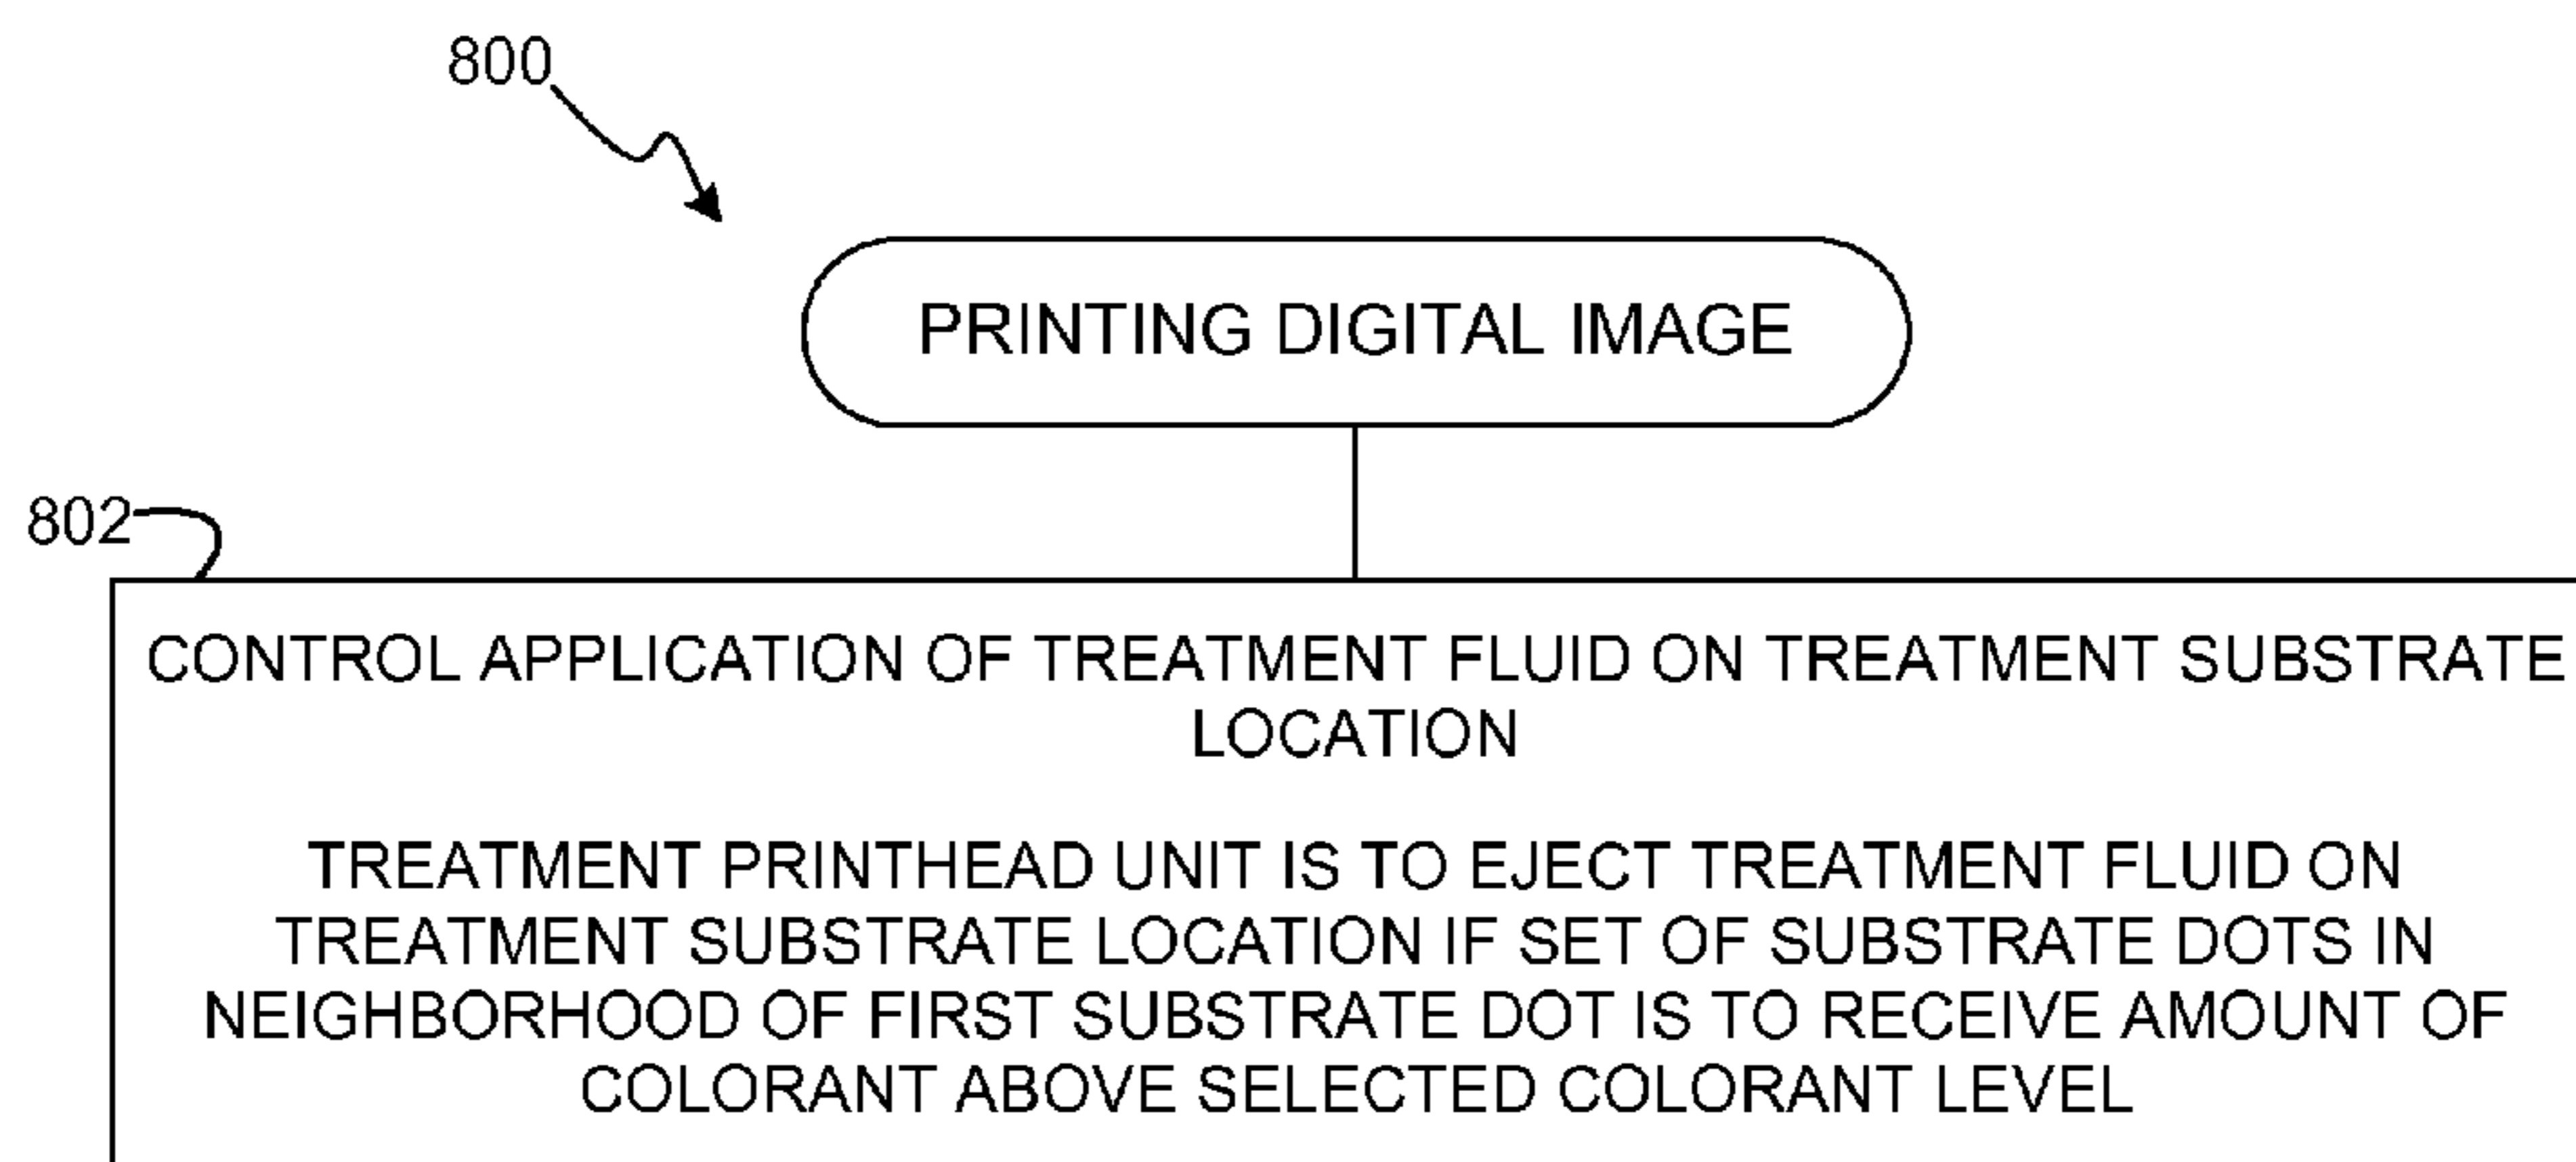 800
PRINTING DIGITAL IMAGE
802
CONTROL APPLICATION OF TREATMENT FLUID ON TREATMENT SUBSTRATE
LOCATION
TREATMENT PRINTHEAD UNIT IS TO EJECT TREATMENT FLUID ON
TREATMENT SUBSTRATE LOCATION IF SET OF SUBSTRATE DOTS IN
NEIGHBORHOOD OF FIRST SUBSTRATE DOT IS TO RECEIVE AMOUNT OF
COLORANT ABOVE SELECTED COLORANT LEVEL